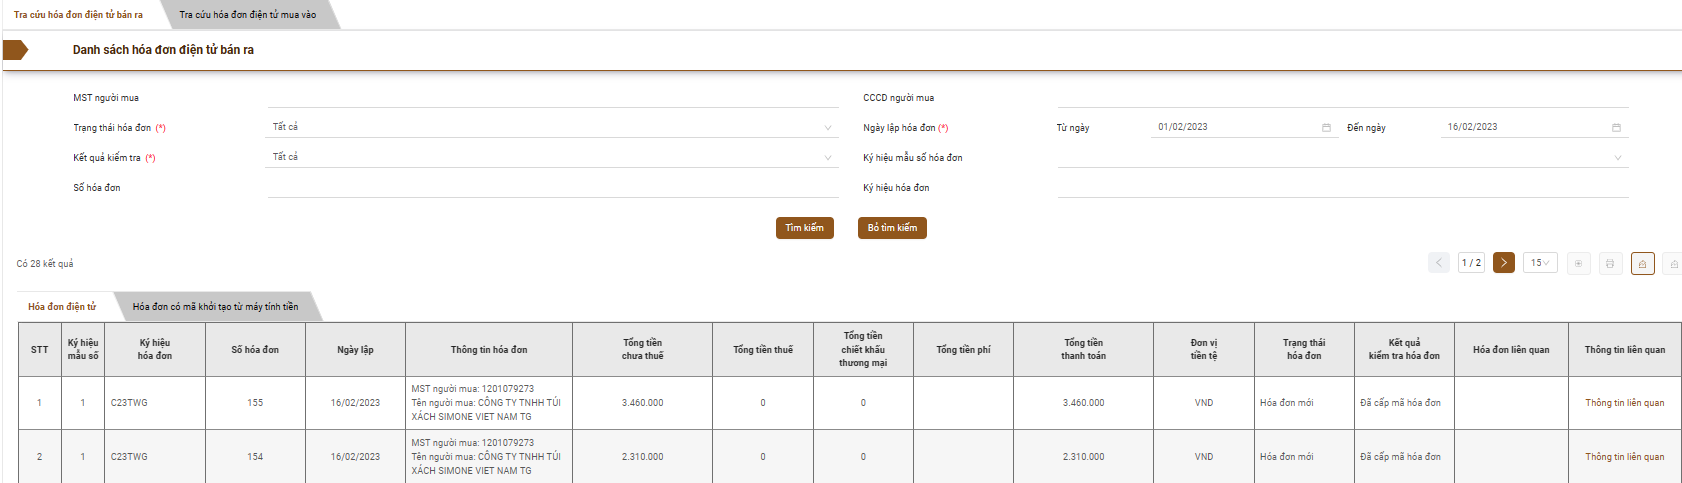 Tra cứu hóa đơn điện tử bán ra
Tra cứu hóa đơn điện tử mua vào
Danh sách hóa đơn điện tử bán ra
MST người mua
CCCD người mua
Trạng thái hóa đơn (*)
Tất cả
Ngày lập hóa đơn (*)
Từ ngày
01/02/2023
Đến ngày
16/02/2023
Kết quả kiểm tra (*)
Tất cả
Ký hiệu mẫu số hóa đơn
Số hóa đơn
Ký hiệu hóa đơn
Tìm kiếm
Bỏ tìm kiếm
Có 28 kết quả
1 / 2
15
Hóa đơn điện tử
Hóa đơn có mã khởi tạo từ máy tính tiền
STT
Ký hiệu
mẫu số
Ký hiệu
hóa đơn
Số hóa đơn
Ngày lập
Thông tin hóa đơn
Tổng tiền
chưa thuế
Tổng tiền thuế
Tổng tiền
chiết khấu
thương mại
Tổng tiền phí
Tổng tiền
thanh toán
Đơn vị
tiền tệ
Trạng thái
hóa đơn
Kết quả
kiểm tra hóa đơn
Hóa đơn liên quan
Thông tin liên quan
1
1
C23TWG
155
16/02/2023
MST người mua: 1201079273
Tên người mua: CÔNG TY TNHH TÚI
XÁCH SIMONE VIET NAM TG
3.460.000
0
0
3.460.000
VND
Hóa đơn mới
Đã cấp mã hóa đơn
Thông tin liên quan
2
1
C23TWG
154
16/02/2023
MST người mua: 1201079273
Tên người mua: CÔNG TY TNHH TÚI
XÁCH SIMONE VIET NAM TG
2.310.000
0
0
2.310.000
VND
Hóa đơn mới
Đã cấp mã hóa đơn
Thông tin liên quan